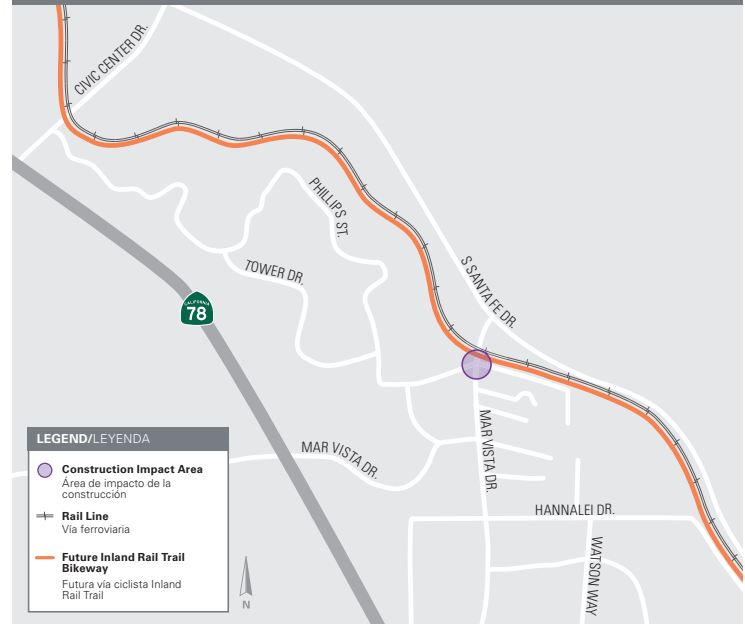 CIVIC CENTER DR.
PHILLIPS ST.
TOWER DR.
S SANTA FE DR.
CALIFORNIA
78
MAR VISTA DR.
MAR VISTA DR.
HANNALEI DR.
WATSON WAY
LEGEND/LEYENDA
Construction Impact Area
Área de impacto de la
construcción
Rail Line
Vía ferroviaria
Future Inland Rail Trail
Bikeway
Futura vía ciclista Inland
Rail Trail
N